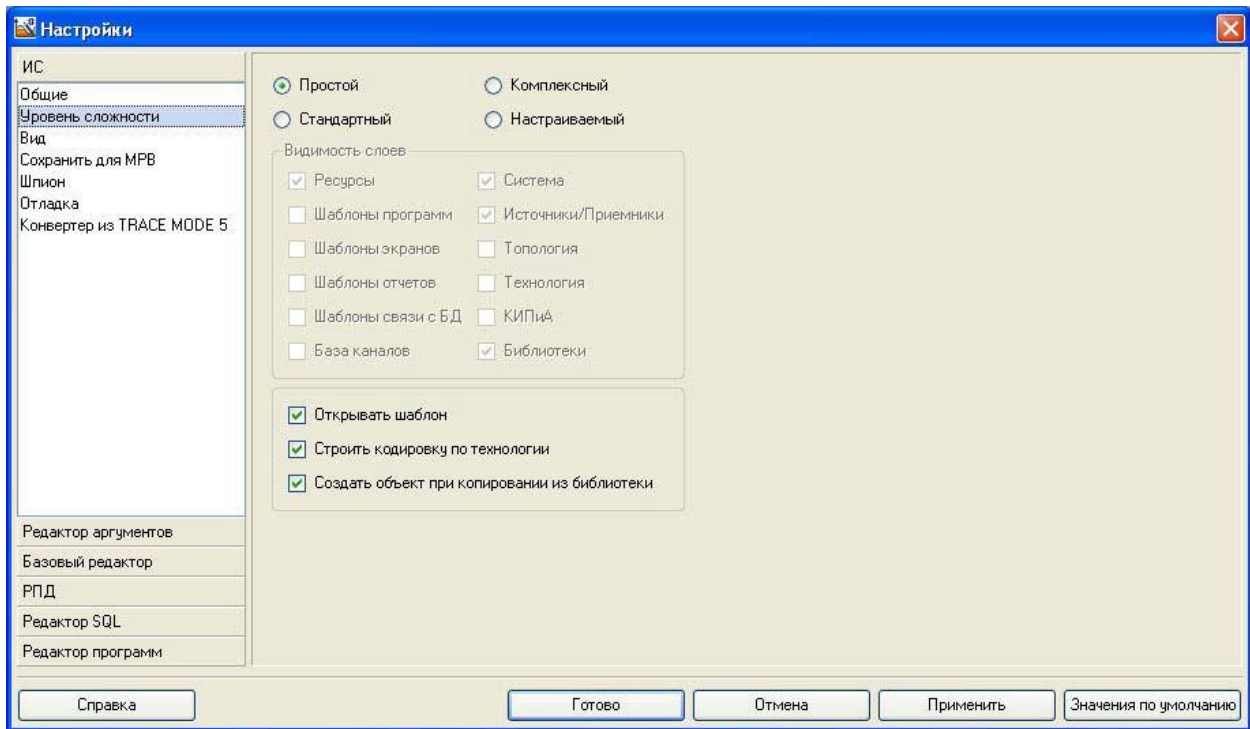 Настройки
ИС
Общие
Уровень сложности
Вид
Сохранить для МРВ
Шпион
Отладка
Конвертер из TRACE MODE 5
Редактор аргументов
Базовый редактор
РПД
Редактор SQL
Редактор программ
Простой
Комплексный
Стандартный
Настраиваемый
Видимость слоев
Ресурсы
Система
Шаблоны программ
Источники/Приемники
Шаблоны экранов
Топология
Шаблоны отчетов
Технология
Шаблоны связи с БД
КИПиА
База каналов
Библиотеки
Открывать шаблон
Строить кодировку по технологии
Создать объект при копировании из библиотеки
Справка
Готово
Отмена
Применить
Значения по умолчанию